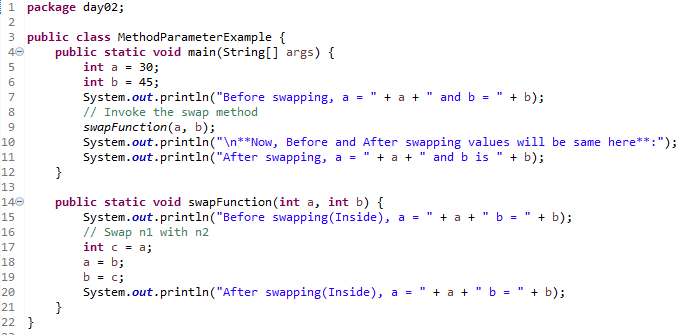 1 package day02;
2
3 public class MethodParameterExample {
4     public static void main(String[] args) {
5         int a = 30;
6         int b = 45;
7         System.out.println("Before swapping, a = " + a + " and b = " + b);
8         // Invoke the swap method
9         swapFunction(a, b);
10         System.out.println("\n**Now, Before and After swapping values will be same here**:");
11         System.out.println("After swapping, a = " + a + " and b is " + b);
12     }
13
14     public static void swapFunction(int a, int b) {
15         System.out.println("Before swapping(Inside), a = " + a + " b = " + b);
16         // Swap n1 with n2
17         int c = a;
18         a = b;
19         b = c;
20         System.out.println("After swapping(Inside), a = " + a + " b = " + b);
21     }
22 }